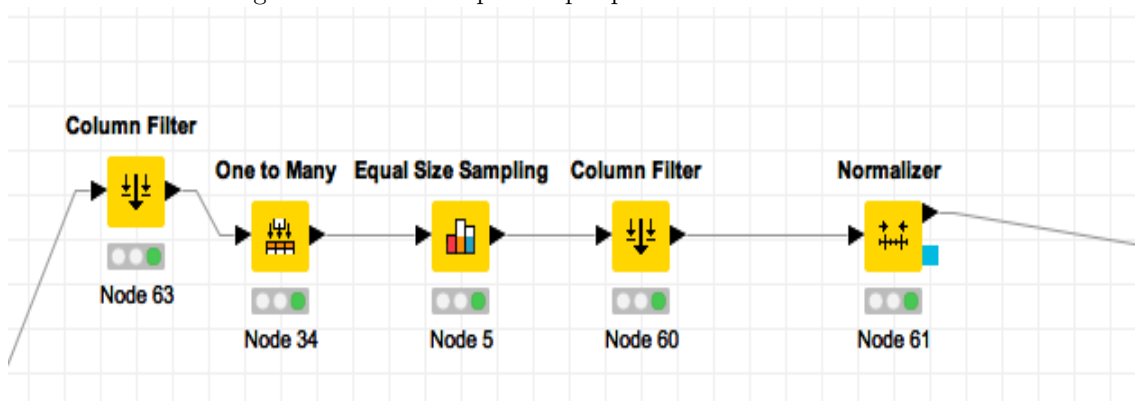 Column Filter
One to Many
Equal Size Sampling
Column Filter
Normalizer
Node 63
Node 34
Node 5
Node 60
Node 61